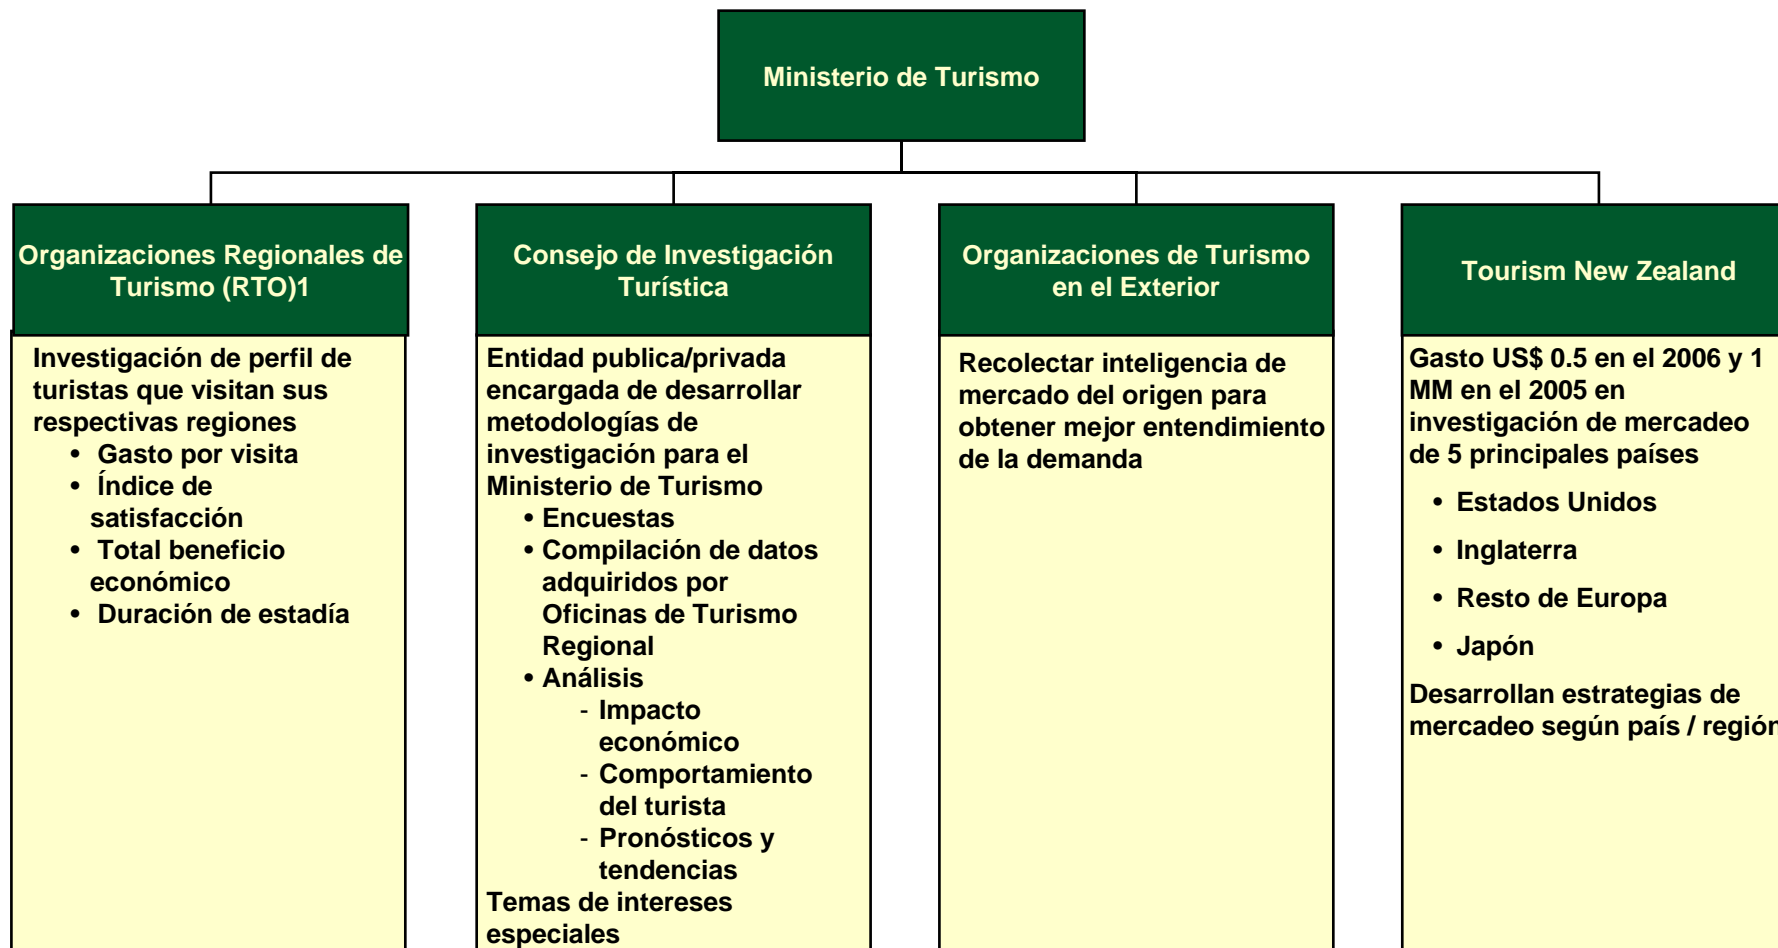 Ministerio de Turismo
Organizaciones Regionales de
Turismo (RTO)1
Investigación de perfil de
turistas que visitan sus
respectivas regiones
• Gasto por visita
• Índice de
satisfacción
• Total beneficio
económico
• Duración de estadía
Consejo de Investigación
Turística
Entidad publica/privada
encargada de desarrollar
metodologías de
investigación para el
Ministerio de Turismo
• Encuestas
• Compilación de datos
adquiridos por
Oficinas de Turismo
Regional
• Análisis
- Impacto
económico
- Comportamiento
del turista
- Pronósticos y
tendencias
Temas de intereses
especiales
Organizaciones de Turismo
en el Exterior
Recolectar inteligencia de
mercado del origen para
obtener mejor entendimiento
de la demanda
Tourism New Zealand
Gasto US$ 0.5 en el 2006 y 1
MM en el 2005 en
investigación de mercadeo
de 5 principales países
• Estados Unidos
• Inglaterra
• Resto de Europa
• Japón
Desarrollan estrategias de
mercadeo según país / región